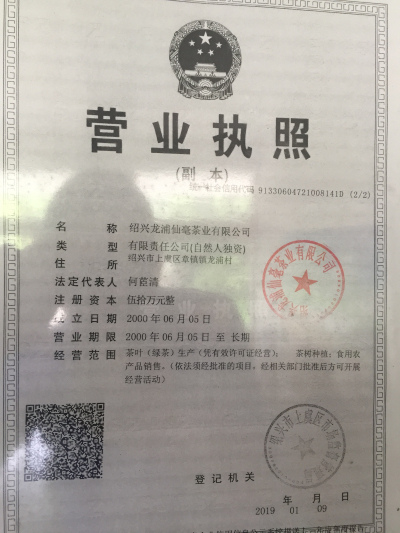 营业执照
(副 本)
统一社会信用代码 91330604721008141D (2/2)
名 称 绍兴龙浦仙毫茶业有限公司
类 型 有限责任公司(自然人独资)
住 所 绍兴市上虞区章镇镇龙浦村
法定代表人
注册资本 伍拾万元整
成立日期 2000年06月05日
营业期限 2000年06月05日 至 长期
经营范围 茶叶（绿茶）生产（凭有效许可证经营）； 茶树种植；食用农
产品销售。（依法须经批准的项目，经相关部门批准后方可开展
经营活动）
登记机关
年 月 日
2019 01 09